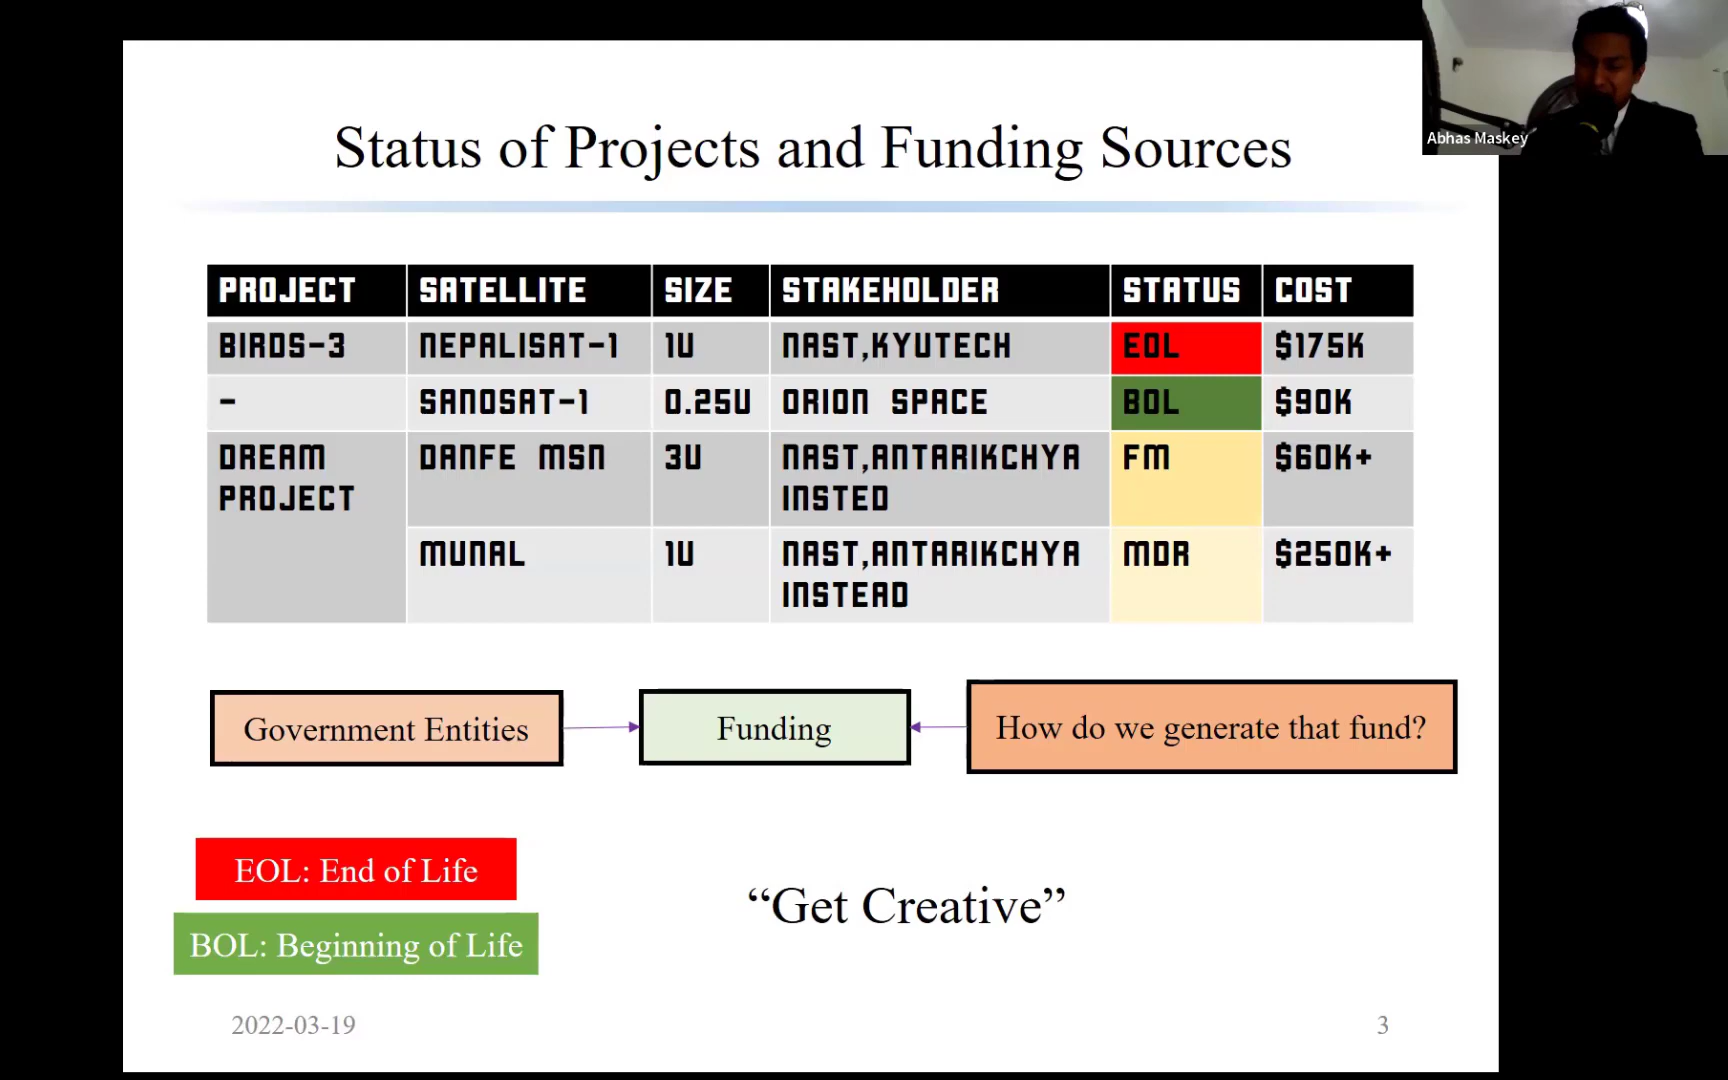 Abhas Maskey
Status of Projects and Funding Sources
PROJECT SATELLITE SIZE STAKEHOLDER STATUS COST
BIRDS-3 NEPALISAT-1 1U NAST,KYUTECH EOL $175K
- SANOSAT-1 0.25U ORION SPACE BOL $90K
DREAM DANFE MSN 3U NAST,ANTARIKCHYA FM $60K+
PROJECT INSTED
MUNAL 1U NAST,ANTARIKCHYA MDR $250K+
INSTEAD
Government Entities Funding How do we generate that fund?
EOL: End of Life
“Get Creative”
BOL: Beginning of Life
2022-03-19 3